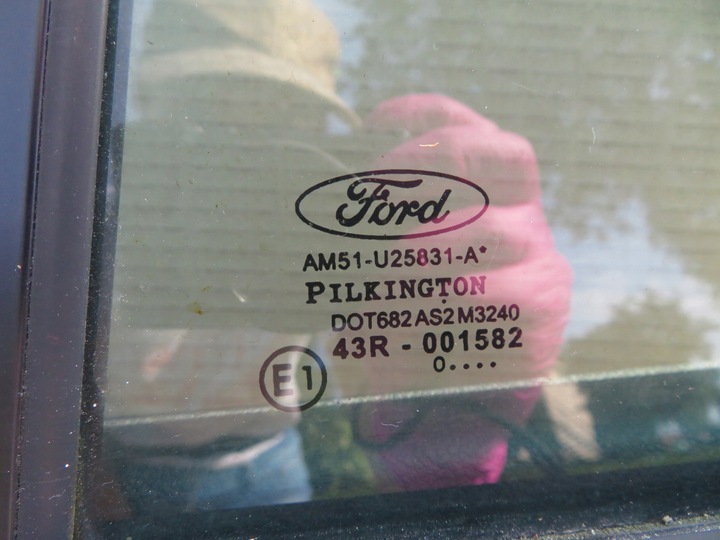 Ford
AM51-U25831-A*
PILKINGTON
DOT682 AS2 M3240
43R - 001582
E1
0....